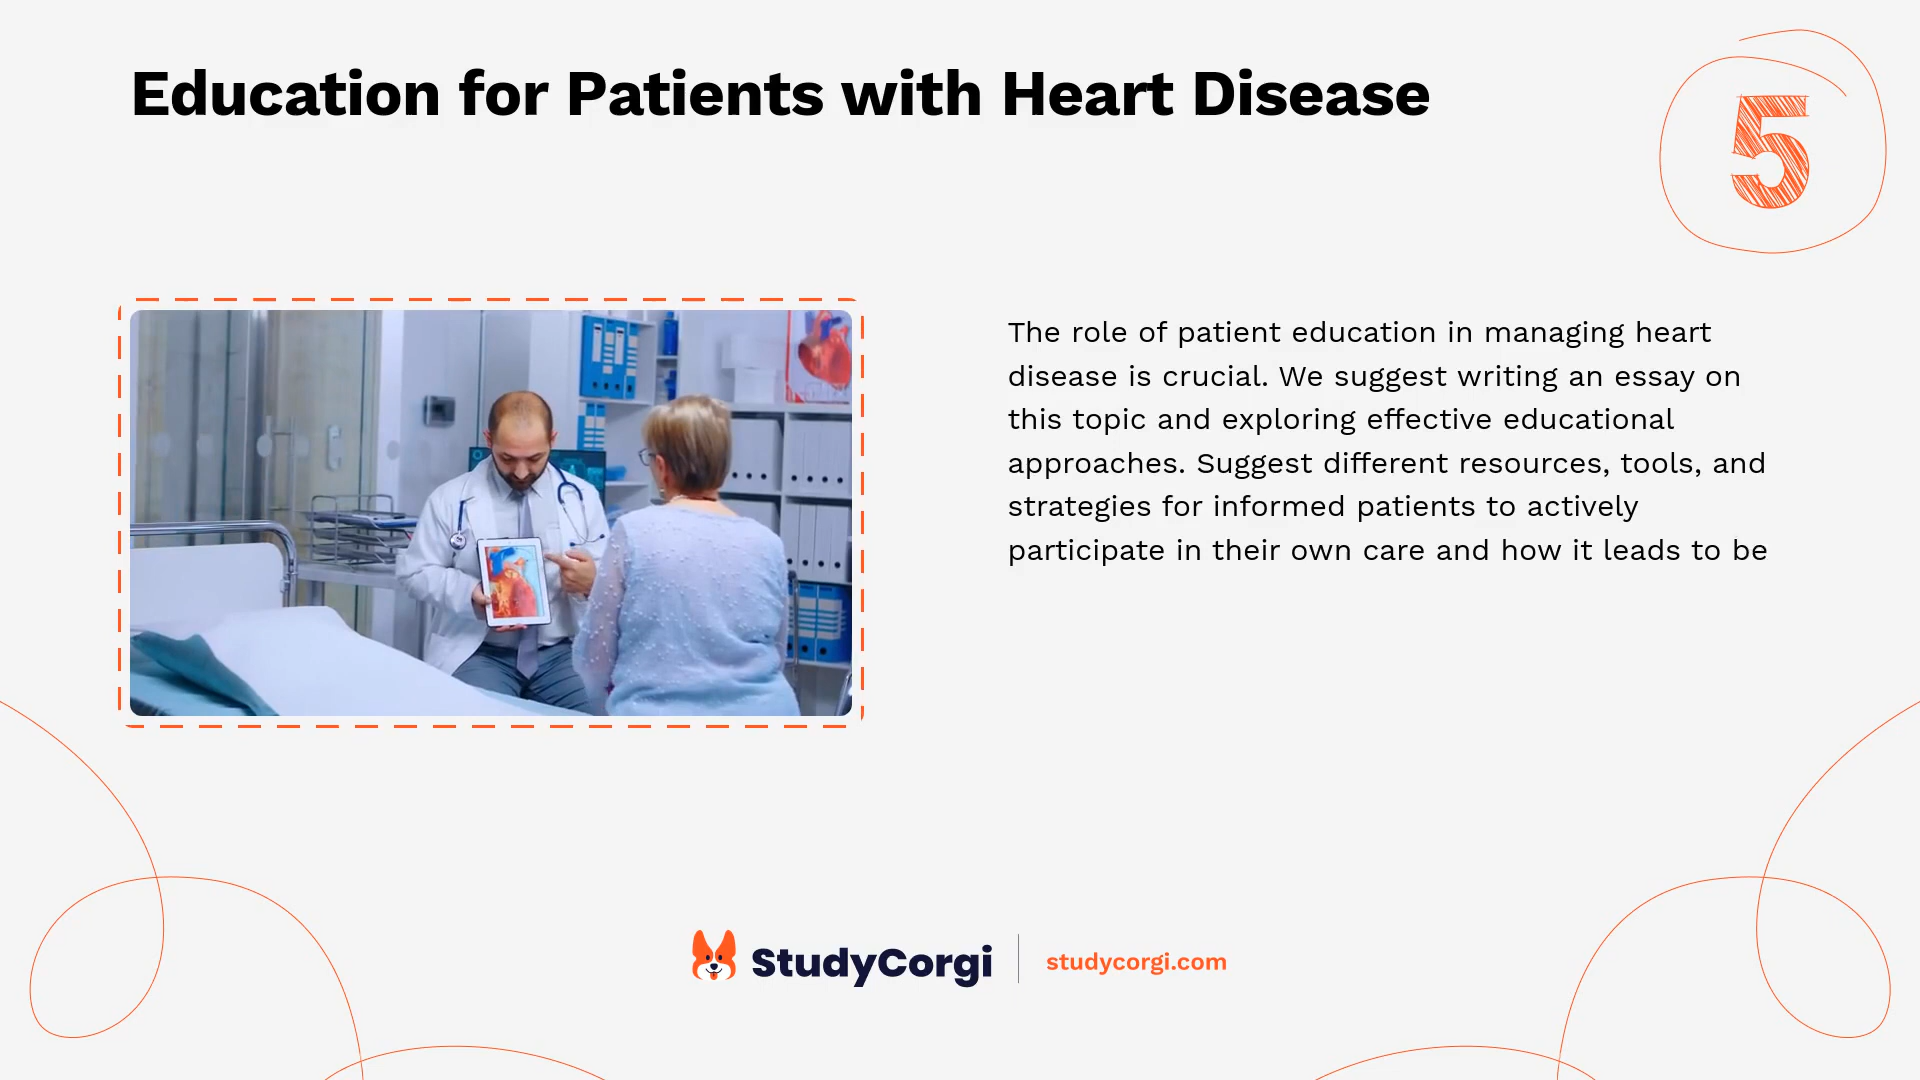 Education for Patients with Heart Disease
5
The role of patient education in managing heart
disease is crucial. We suggest writing an essay on
this topic and exploring effective educational
approaches. Suggest different resources, tools, and
strategies for informed patients to actively
participate in their own care and how it leads to be
StudyCorgi
studycorgi.com